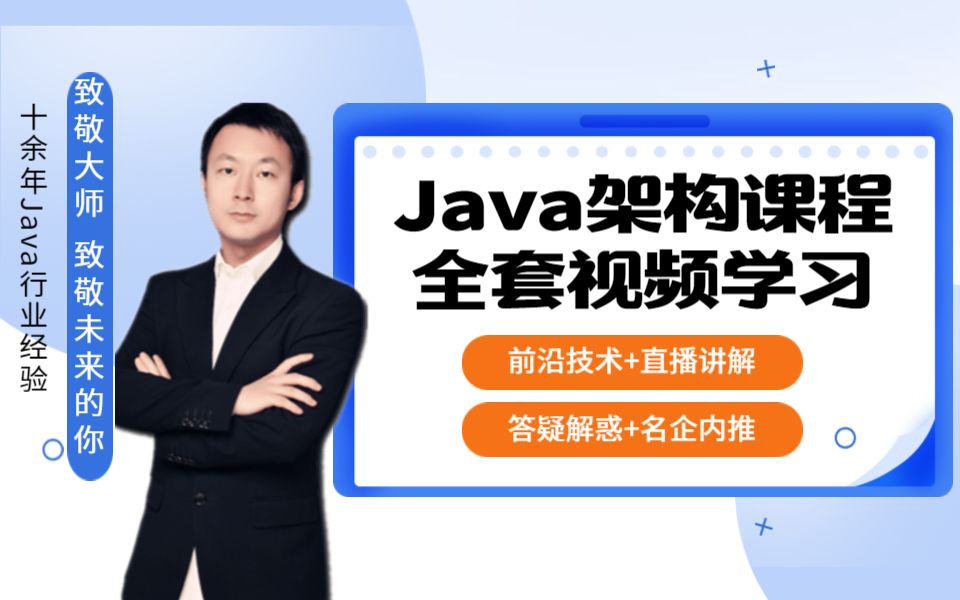 十余年Java行业经验
致敬大师 致敬未来的你
Java架构课程
全套视频学习
前沿技术+直播讲解
答疑解惑+名企内推